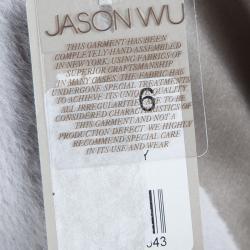 JASON WU
THIS GARMENT HAS BEEN
COMPLETELY HAND ASSEMBLED
IN NEW YORK, USING FABRICS OF
SUPERIOR CRAFTSMANSHIP.
IN MANY CASES, THE FABRIC HAS
UNDERGONE SPECIAL TREATMENTS
TO ACHIEVE ITS UNIQUE QUALITY
6
ALL IRREGULARITIES ARE TO BE
CONSIDERED CHARACTERISTICS OF
THIS GARMENT AND NOT A
PRODUCTION DEFECT. WE HIGHLY
RECOMMEND SPECIAL CARE
IN ITS USE AND WEAR
043